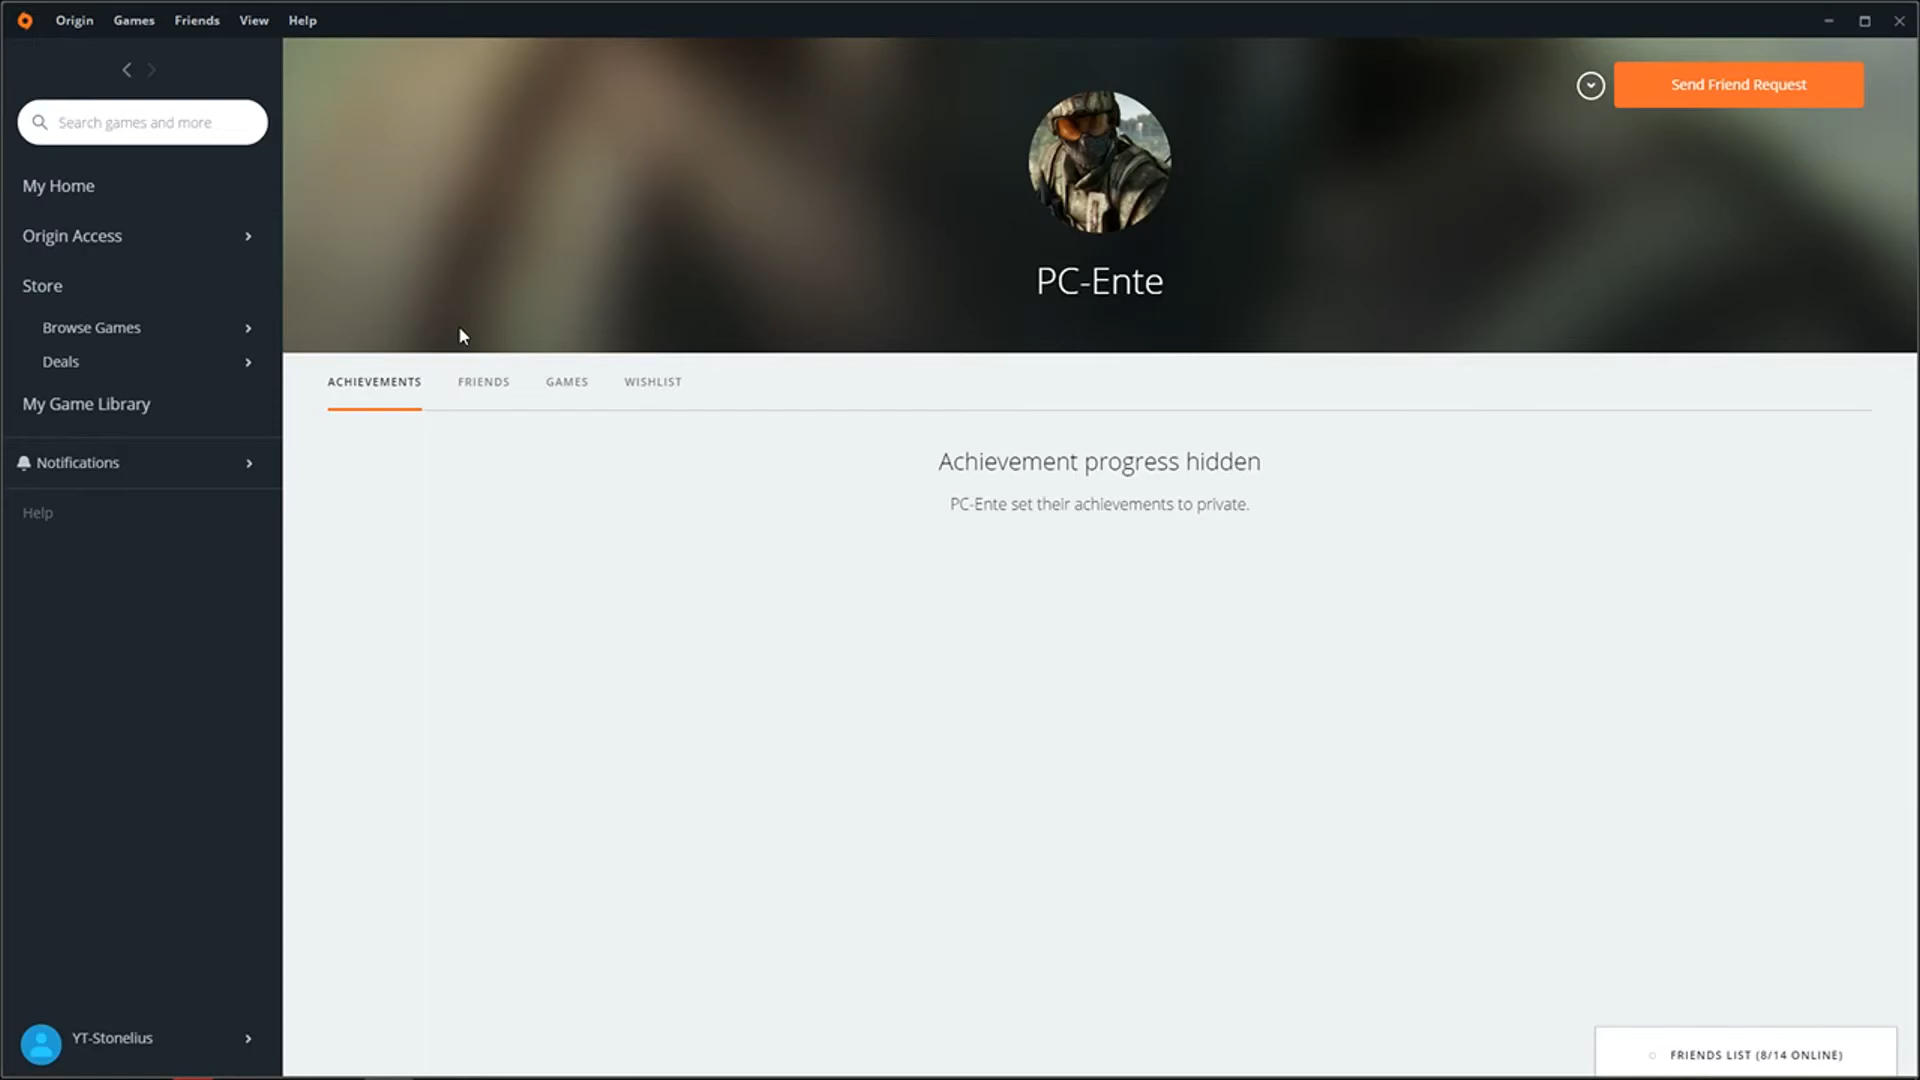 Origin Games Friends View Help
Search games and more
Send Friend Request
My Home
Origin Access
Store
Browse Games
Deals
My Game Library
Notifications
Help
YT-Stonelius
PC-Ente
ACHIEVEMENTS FRIENDS GAMES WISHLIST
Achievement progress hidden
PC-Ente set their achievements to private.
FRIENDS LIST (8/14 ONLINE)